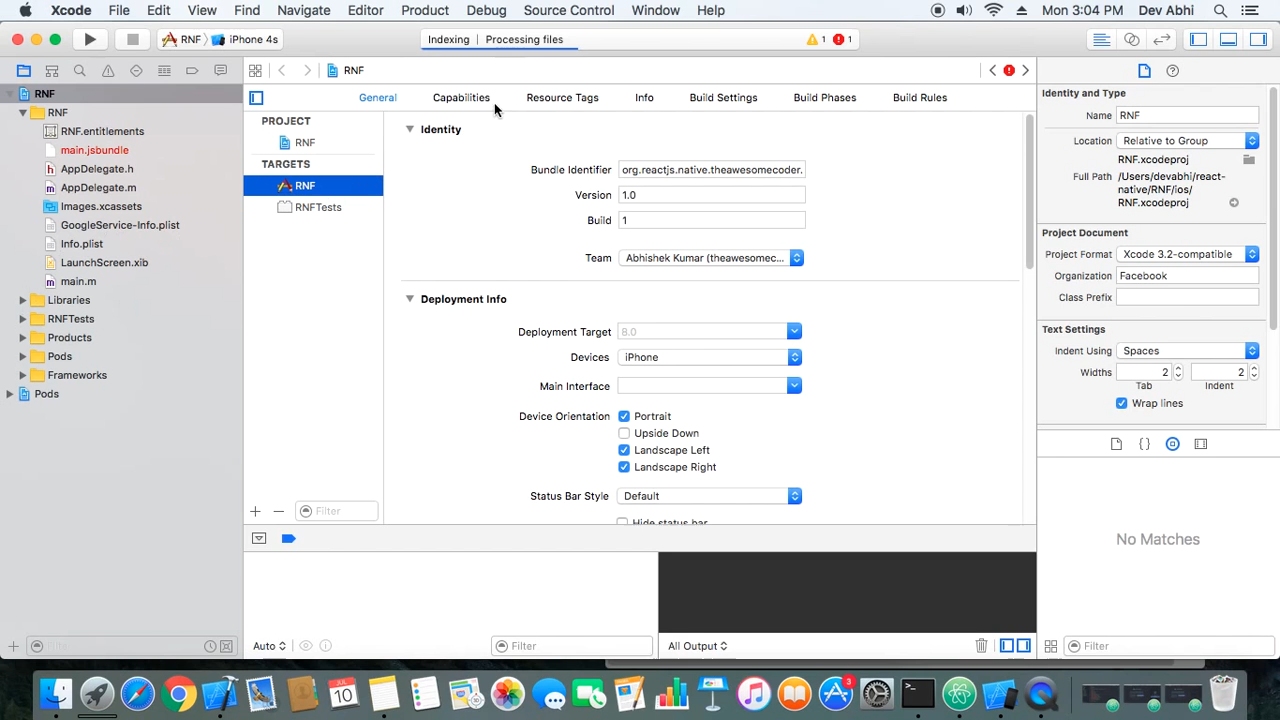 Xcode File Edit View Find Navigate Editor Product Debug Source Control Window Help Mon 3:04 PM Dev Abhi
RNF iPhone 4s Indexing Processing files 1 1
RNF
RNF
RNF
RNF.entitlements
main.jsbundle
AppDelegate.h
AppDelegate.m
Images.xcassets
GoogleService-Info.plist
Info.plist
LaunchScreen.xib
main.m
Libraries
RNFTests
Products
Pods
Frameworks
Pods
General Capabilities Resource Tags Info Build Settings Build Phases Build Rules
PROJECT
RNF
TARGETS
RNF
RNFTests
Filter
Identity
Bundle Identifier org.reactjs.native.theawesomecoder.
Version 1.0
Build 1
Team Abhishek Kumar (theawesomec...
Deployment Info
Deployment Target 8.0
Devices iPhone
Main Interface
Device Orientation Portrait
Upside Down
Landscape Left
Landscape Right
Status Bar Style Default
Hide status bar
Auto Filter All Output
Identity and Type
Name RNF
Location Relative to Group
RNF.xcodeproj
Full Path /Users/devabhi/react-
native/RNF/ios/
RNF.xcodeproj
Project Document
Project Format Xcode 3.2-compatible
Organization Facebook
Class Prefix
Text Settings
Indent Using Spaces
Widths 2 2
Tab Indent
Wrap lines
No Matches
Filter
JUL
10
3